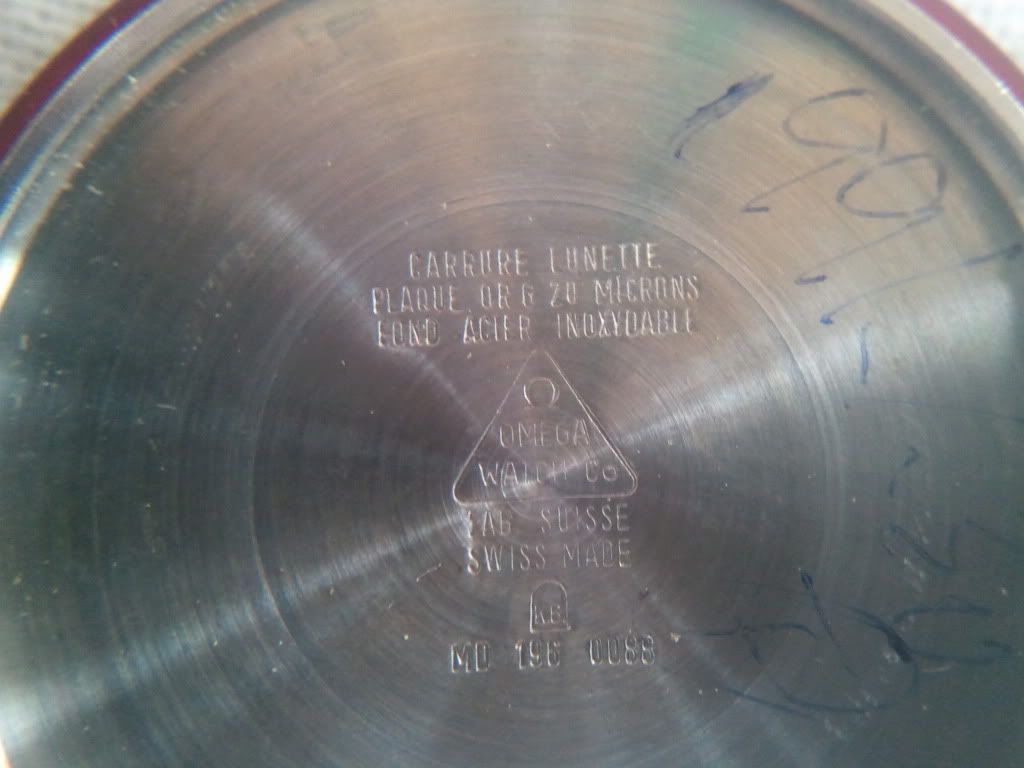 CARRURE LUNETTE
PLAQUE OR G 20 MICRONS
FOND ACIER INOXYDABLE
OMEGA
WATCH Co
FAB SUISSE
SWISS MADE
KB
MD 196 0088